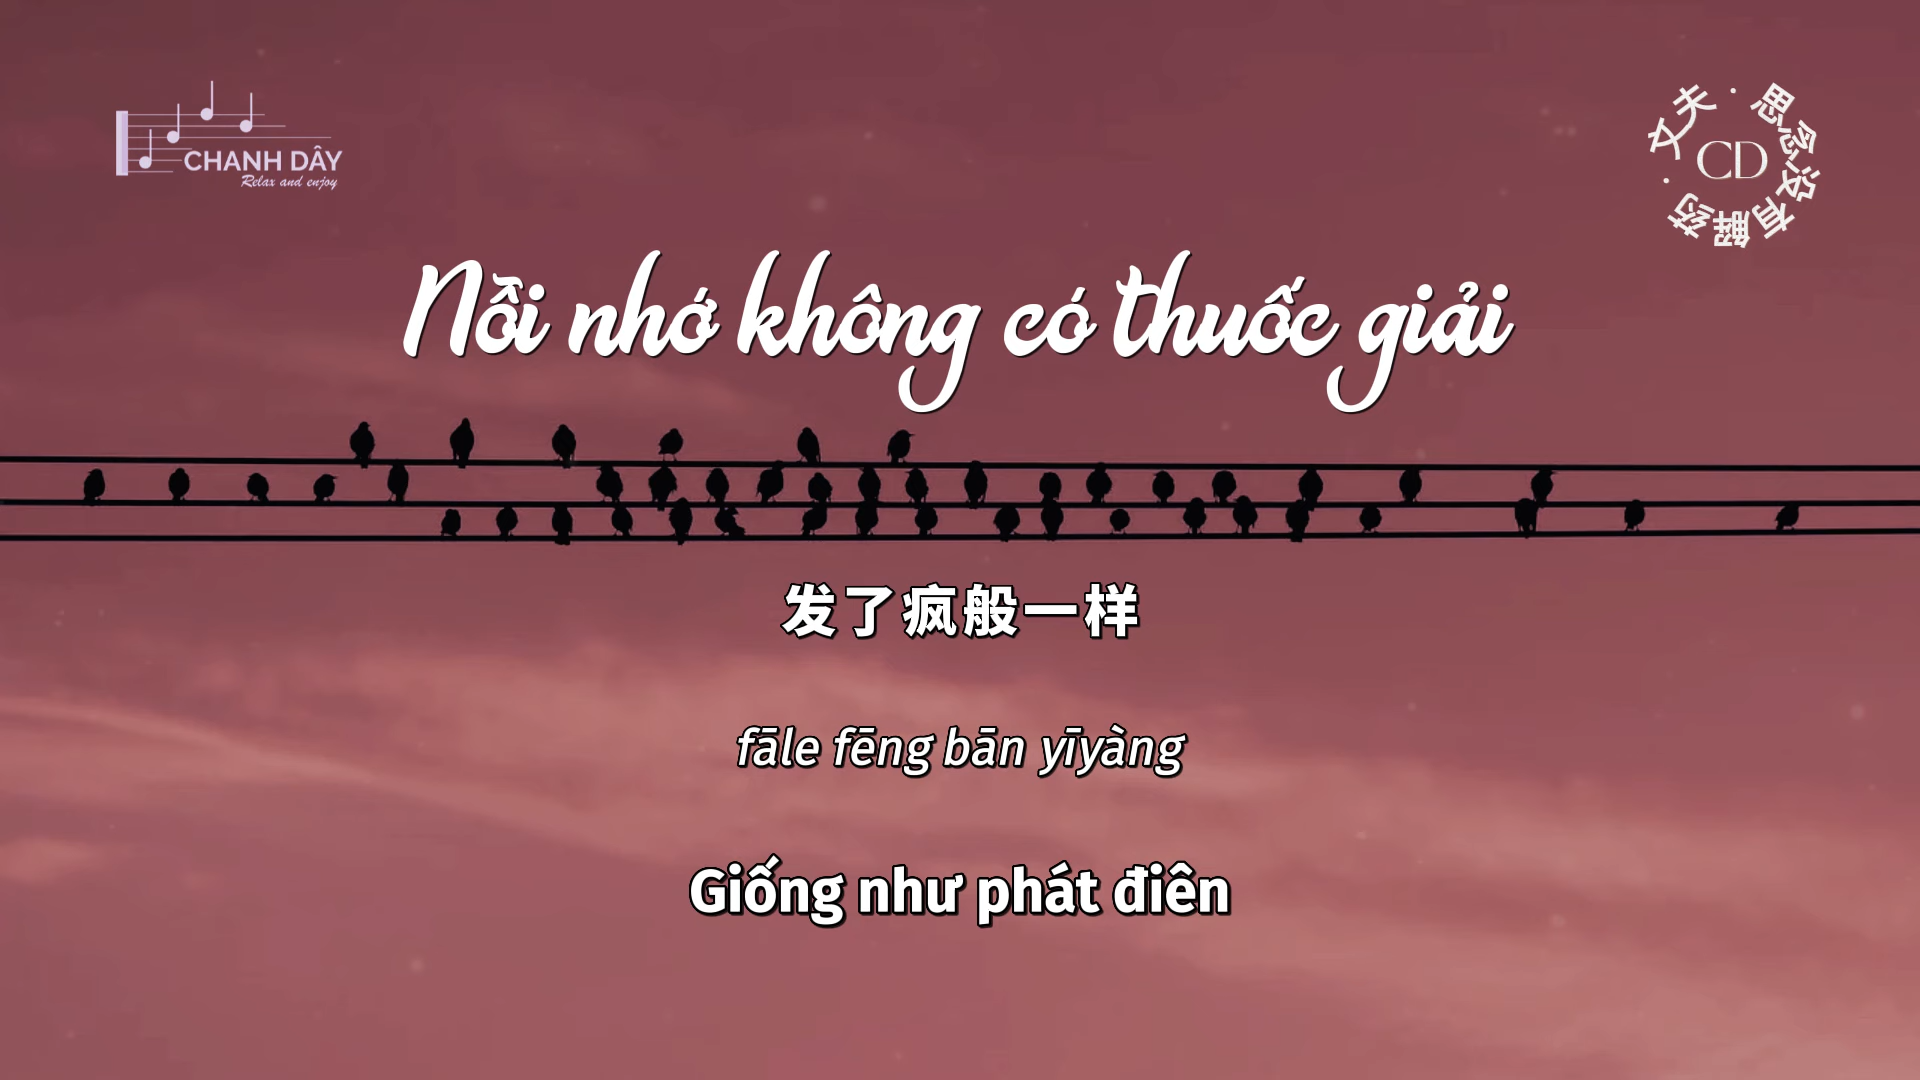 CHANH DÂY
Relax and enjoy
文夫 · 思念没有解药 ·
CD
Nỗi nhớ không có thuốc giải
发了疯般一样
fāle fēng bān yīyàng
Giống như phát điên